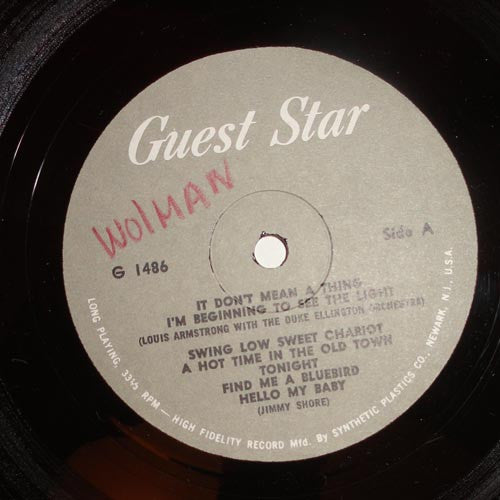 Guest Star
WOlMAN
G 1486
Side A
IT DON'T MEAN A THING
I'M BEGINNING TO SEE THE LIGHT
(LOUIS ARMSTRONG WITH THE DUKE ELLINGTON ORCHESTRA)
SWING LOW SWEET CHARIOT
A HOT TIME IN THE OLD TOWN
TONIGHT
FIND ME A BLUEBIRD
HELLO MY BABY
(JIMMY SHORE)
LONG PLAYING, 33⅓ RPM — HIGH FIDELITY RECORD Mfd. By SYNTHETIC PLASTICS CO., NEWARK, N.J., U.S.A.